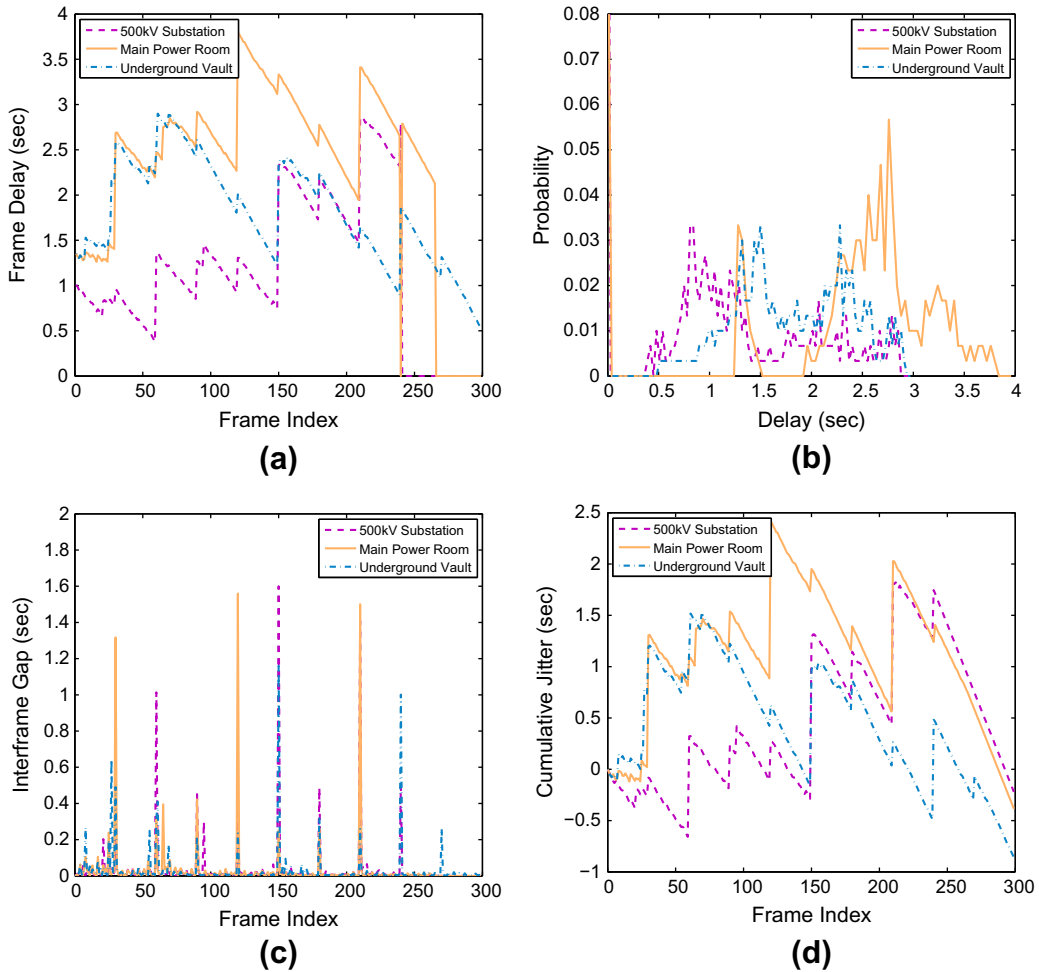 4
3.5
3
2.5
2
1.5
1
0.5
0
Frame Delay (sec)
500kV Substation
Main Power Room
Underground Vault
0 50 100 150 200 250 300
Frame Index
(a)
0.08
0.07
0.06
0.05
0.04
0.03
0.02
0.01
0
Probability
500kV Substation
Main Power Room
Underground Vault
0 0.5 1 1.5 2 2.5 3 3.5 4
Delay (sec)
(b)
2
1.8
1.6
1.4
1.2
1
0.8
0.6
0.4
0.2
0
Interframe Gap (sec)
500kV Substation
Main Power Room
Underground Vault
0 50 100 150 200 250 300
Frame Index
(c)
2.5
2
1.5
1
0.5
0
−0.5
−1
Cumulative Jitter (sec)
500kV Substation
Main Power Room
Underground Vault
0 50 100 150 200 250 300
Frame Index
(d)